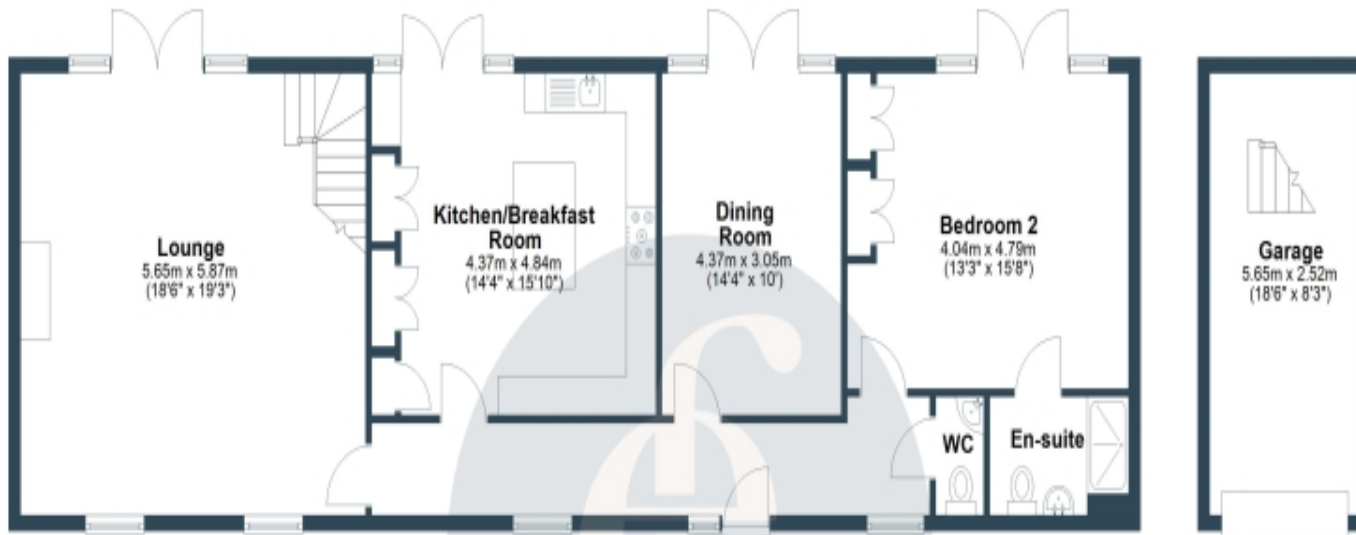 Lounge
5.65m x 5.87m
(18'6" x 19'3")
Kitchen/Breakfast
Room
4.37m x 4.84m
(14'4" x 15'10")
Dining
Room
4.37m x 3.05m
(14'4" x 10')
Bedroom 2
4.04m x 4.79m
(13'3" x 15'8")
WC
En-suite
Garage
5.65m x 2.52m
(18'6" x 8'3")